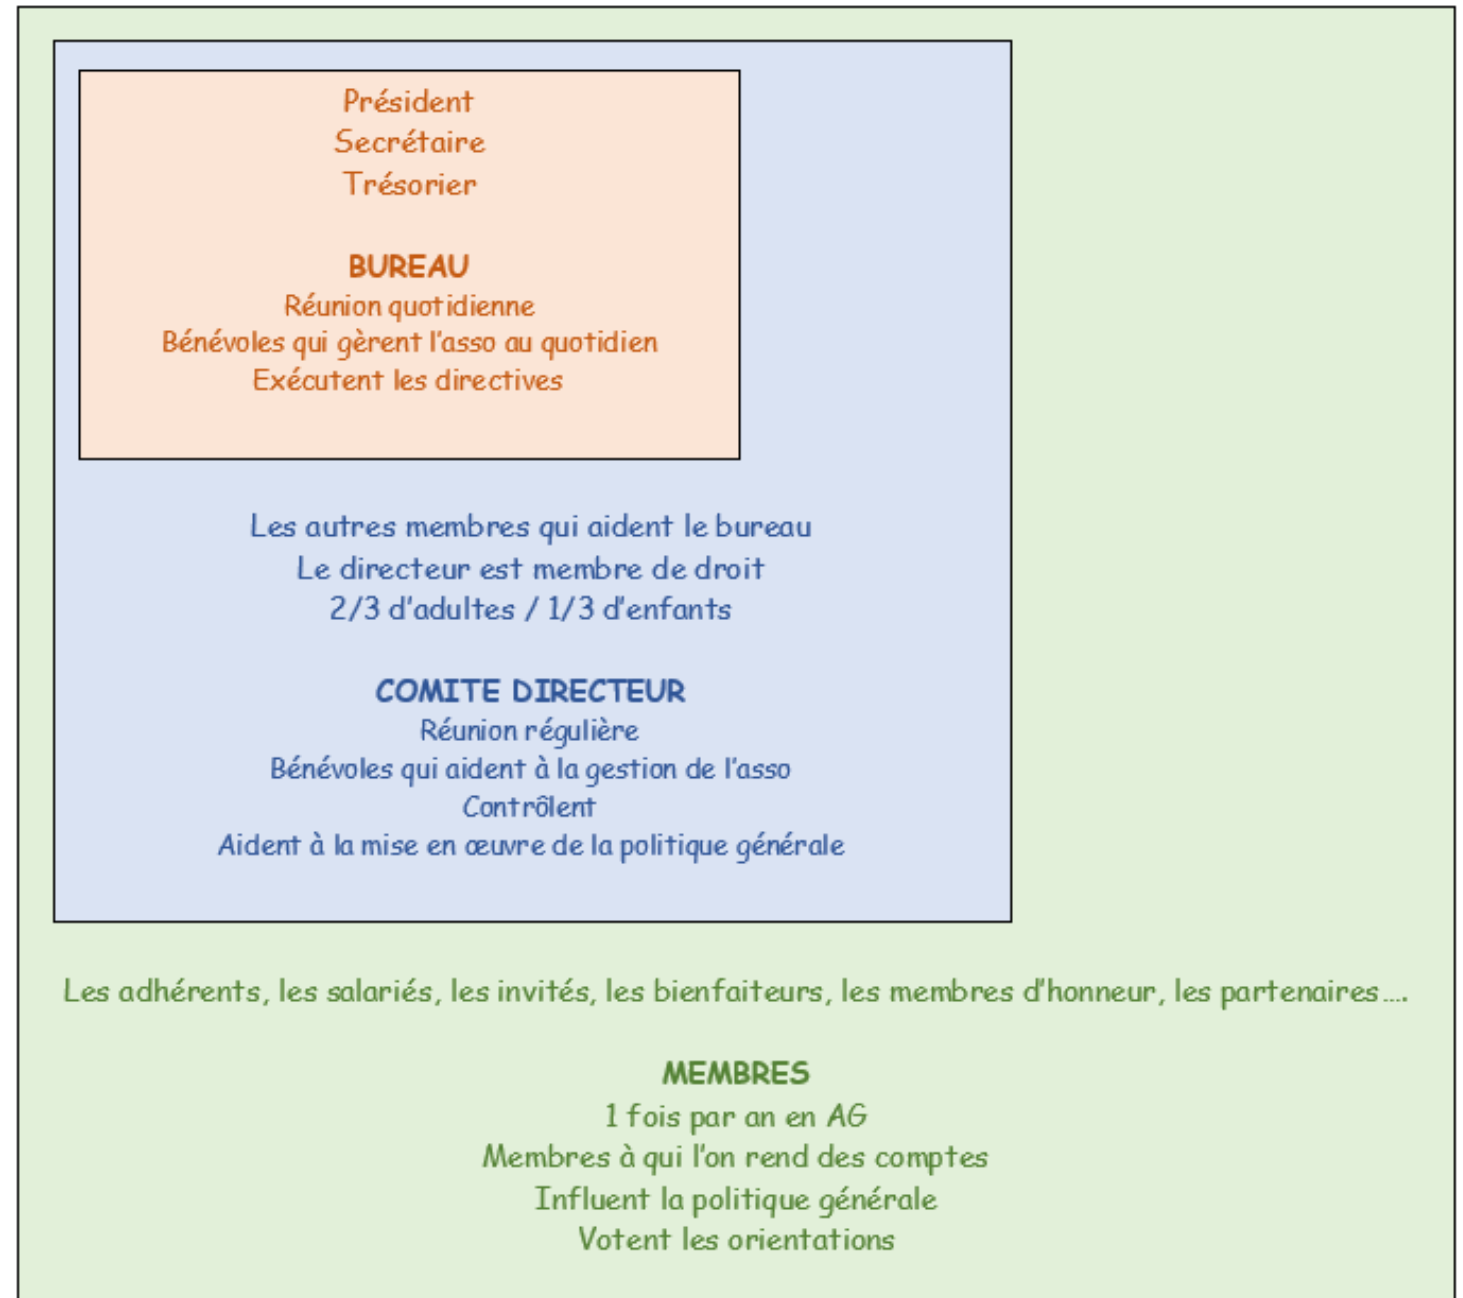 Président
Secrétaire
Trésorier
BUREAU
Réunion quotidienne
Bénévoles qui gèrent l'asso au quotidien
Exécutent les directives
Les autres membres qui aident le bureau
Le directeur est membre de droit
2/3 d'adultes / 1/3 d'enfants
COMITE DIRECTEUR
Réunion régulière
Bénévoles qui aident à la gestion de l'asso
Contrôlent
Aident à la mise en œuvre de la politique générale
Les adhérents, les salariés, les invités, les bienfaiteurs, les membres d'honneur, les partenaires....
MEMBRES
1 fois par an en AG
Membres à qui l'on rend des comptes
Influent la politique générale
Votent les orientations